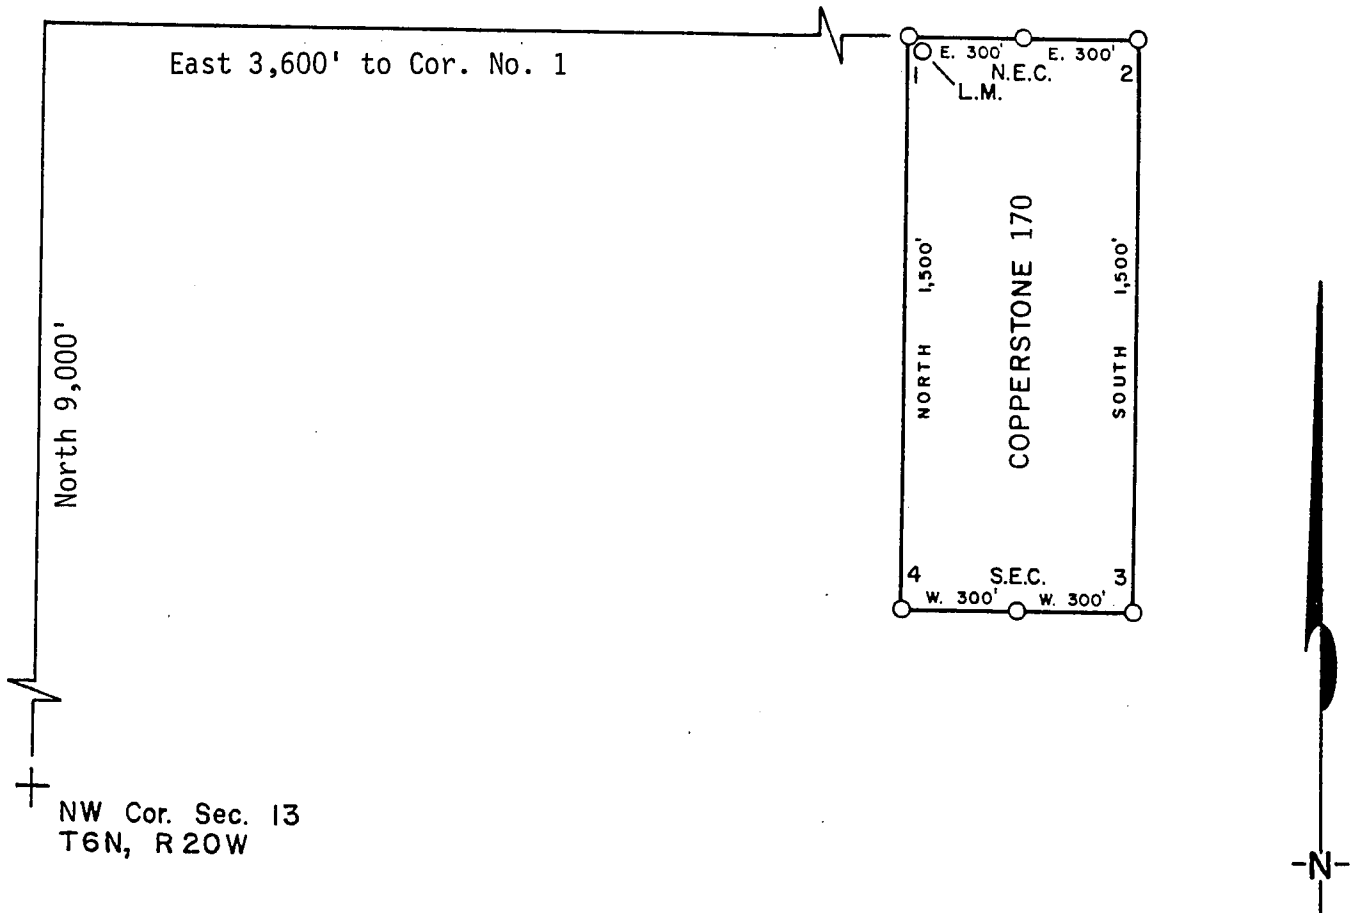 East 3,600' to Cor. No. 1
E. 300'
E. 300'
1
N.E.C.
2
L.M.
North 9,000'
NORTH 1,500'
COPPERSTONE 170
SOUTH 1,500'
4
S.E.C.
3
W. 300'
W. 300'
NW Cor. Sec. 13
T6N, R20W
-N-